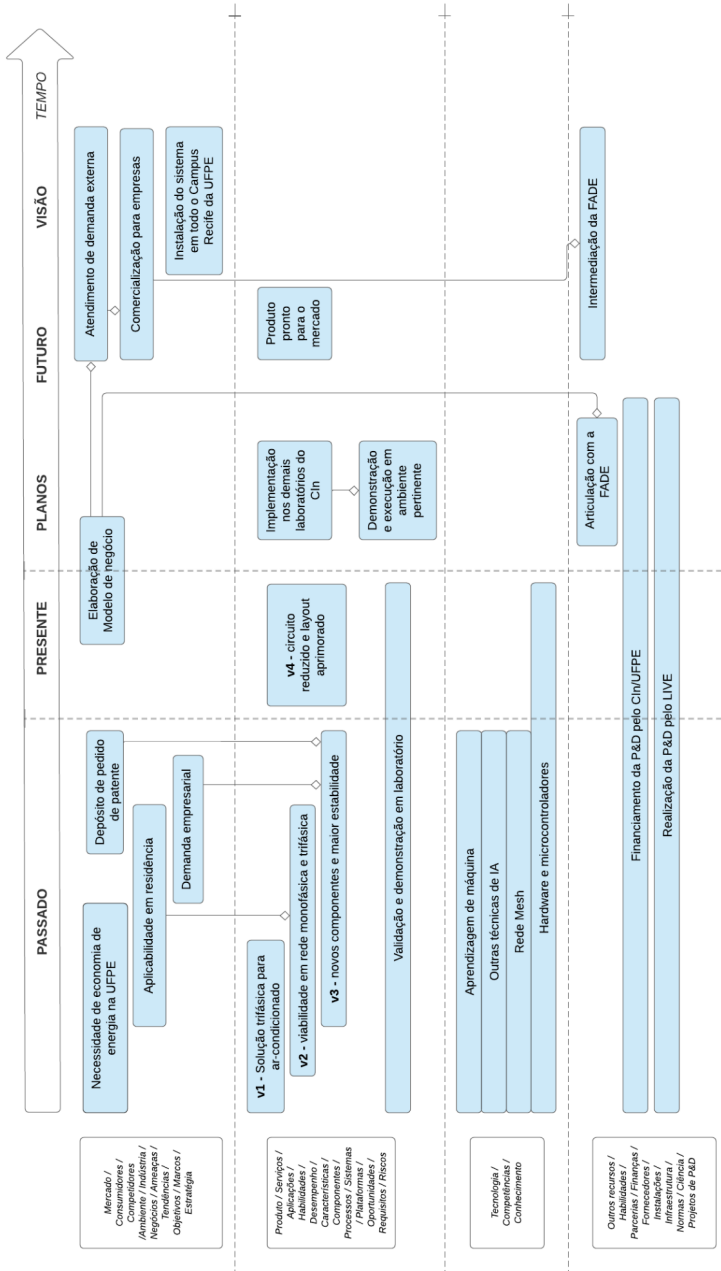 PASSADO
PRESENTE
PLANOS
FUTURO
VISÃO
TEMPO
Mercado /
Consumidores /
Competidores
/Ambiente / Indústria /
Negócios / Ameaças /
Tendências /
Objetivos / Marcos /
Estratégia
Necessidade de economia de
energia na UFPE
Depósito de pedido
de patente
Aplicabilidade em residência
Demanda empresarial
Elaboração de
Modelo de negócio
Atendimento de demanda externa
Comercialização para empresas
Instalação do sistema
em todo o Campus
Recife da UFPE
Produto / Serviços /
Aplicações /
Habilidades /
Desempenho /
Características /
Componentes /
Processos / Sistemas
/ Plataformas /
Oportunidades /
Requisitos / Riscos
v1 - Solução trifásica para
ar-condicionado
v2 - viabilidade em rede monofásica e trifásica
v3 - novos componentes e maior estabilidade
v4 - circuito
reduzido e layout
aprimorado
Validação e demonstração em laboratório
Implementação
nos demais
laboratórios do
CIn
Demonstração
e execução em
ambiente
pertinente
Produto
pronto
para o
mercado
Tecnologia /
Competências /
Conhecimento
Aprendizagem de máquina
Outras técnicas de IA
Rede Mesh
Hardware e microcontroladores
Outros recursos /
Habilidades /
Parcerias / Finanças /
Fornecedores /
Instalações /
Infraestrutura /
Normas / Ciência /
Projetos de P&D
Articulação com a
FADE
Intermediação da FADE
Financiamento da P&D pelo CIn/UFPE
Realização da P&D pelo LIVE